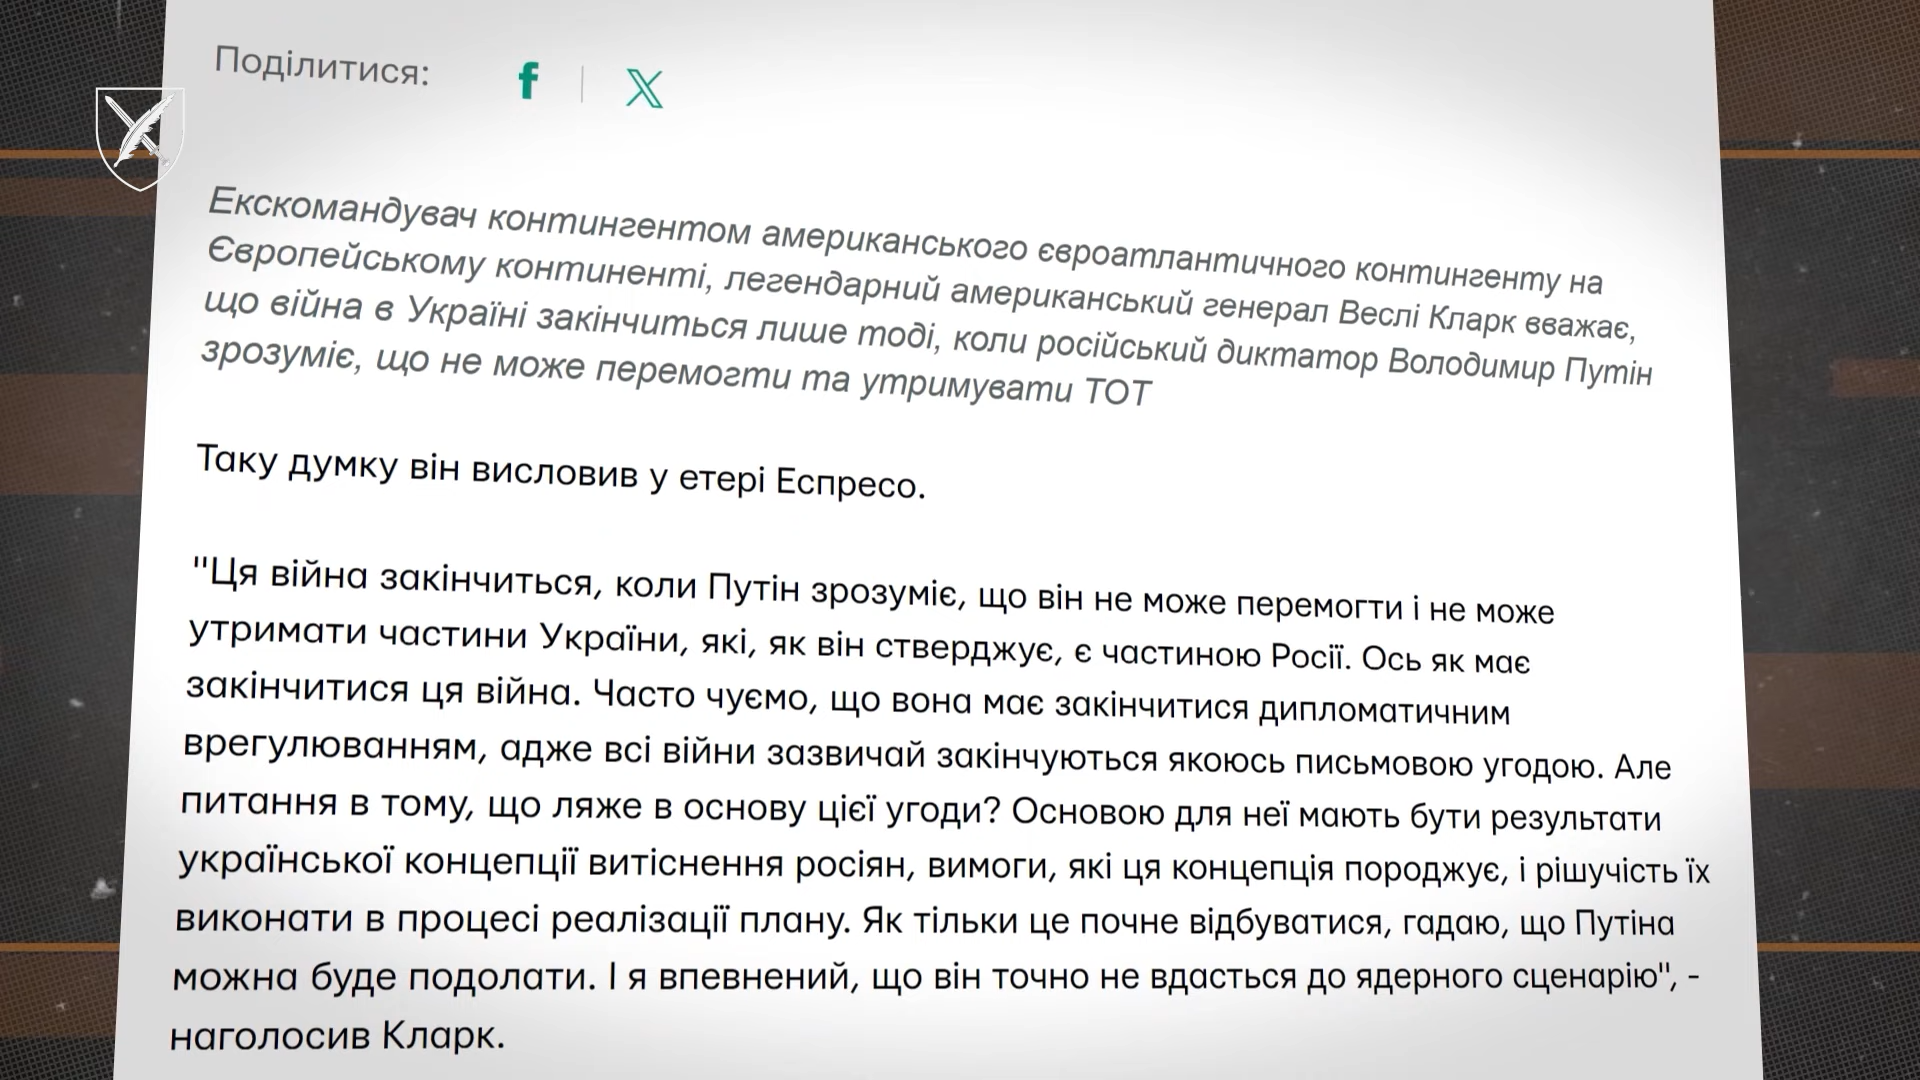 Поділитися:
Екскомандувач контингентом американського євроатлантичного контингенту на
Європейському континенті, легендарний американський генерал Веслі Кларк вважає,
що війна в Україні закінчиться лише тоді, коли російський диктатор Володимир Путін
зрозуміє, що не може перемогти та утримувати ТОТ
Таку думку він висловив у етері Еспресо.
"Ця війна закінчиться, коли Путін зрозуміє, що він не може перемогти і не може
утримати частини України, які, як він стверджує, є частиною Росії. Ось як має
закінчитися ця війна. Часто чуємо, що вона має закінчитися дипломатичним
врегулюванням, адже всі війни зазвичай закінчуються якоюсь письмовою угодою. Але
питання в тому, що ляже в основу цієї угоди? Основою для неї мають бути результати
української концепції витіснення росіян, вимоги, які ця концепція породжує, і рішучість їх
виконати в процесі реалізації плану. Як тільки це почне відбуватися, гадаю, що Путіна
можна буде подолати. І я впевнений, що він точно не вдасться до ядерного сценарію", -
наголосив Кларк.